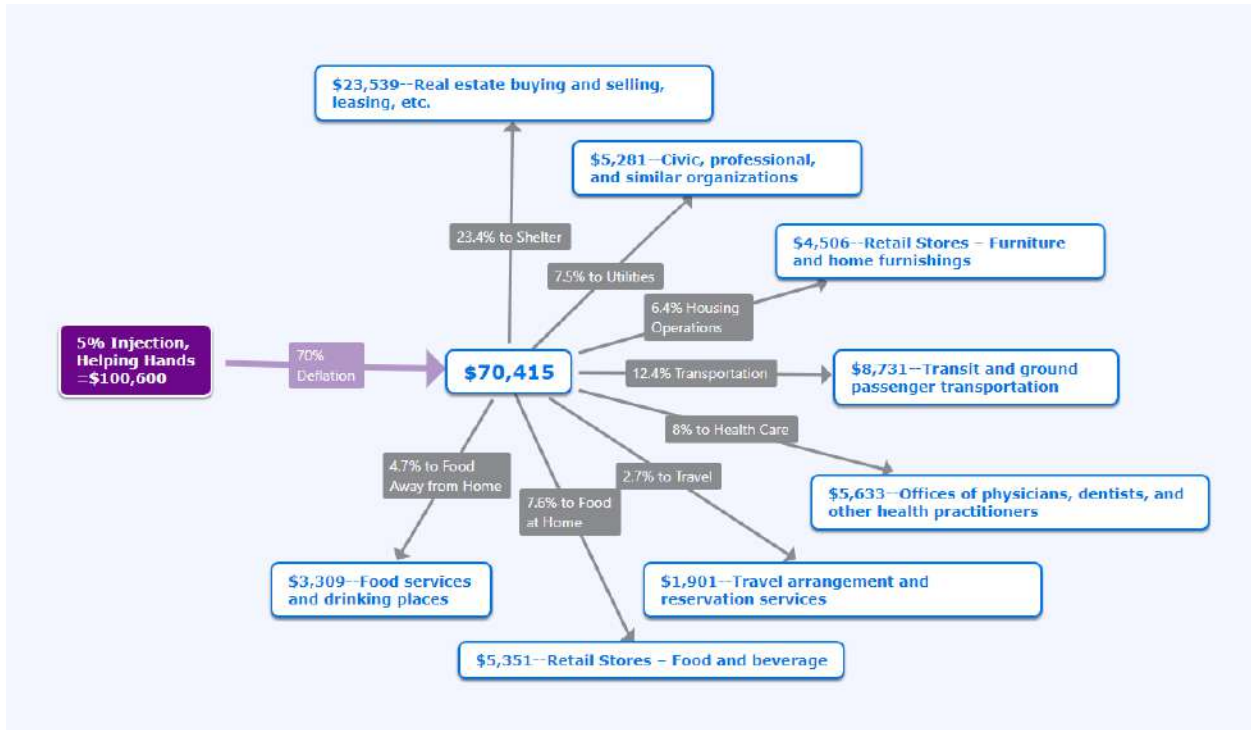 $23,539--Real estate buying and selling,
leasing, etc.
$5,281--Civic, professional,
and similar organizations
23.4% to Shelter
$4,506--Retail Stores – Furniture
and home furnishings
7.5% to Utilities
6.4% Housing
Operations
5% Injection,
Helping Hands
=$100,600
70%
Deflation
$70,415
12.4% Transportation
$8,731--Transit and ground
passenger transportation
8% to Health Care
4.7% to Food
Away from Home
2.7% to Travel
7.6% to Food
at Home
$5,633--Offices of physicians, dentists, and
other health practitioners
$3,309--Food services
and drinking places
$1,901--Travel arrangement and
reservation services
$5,351--Retail Stores – Food and beverage